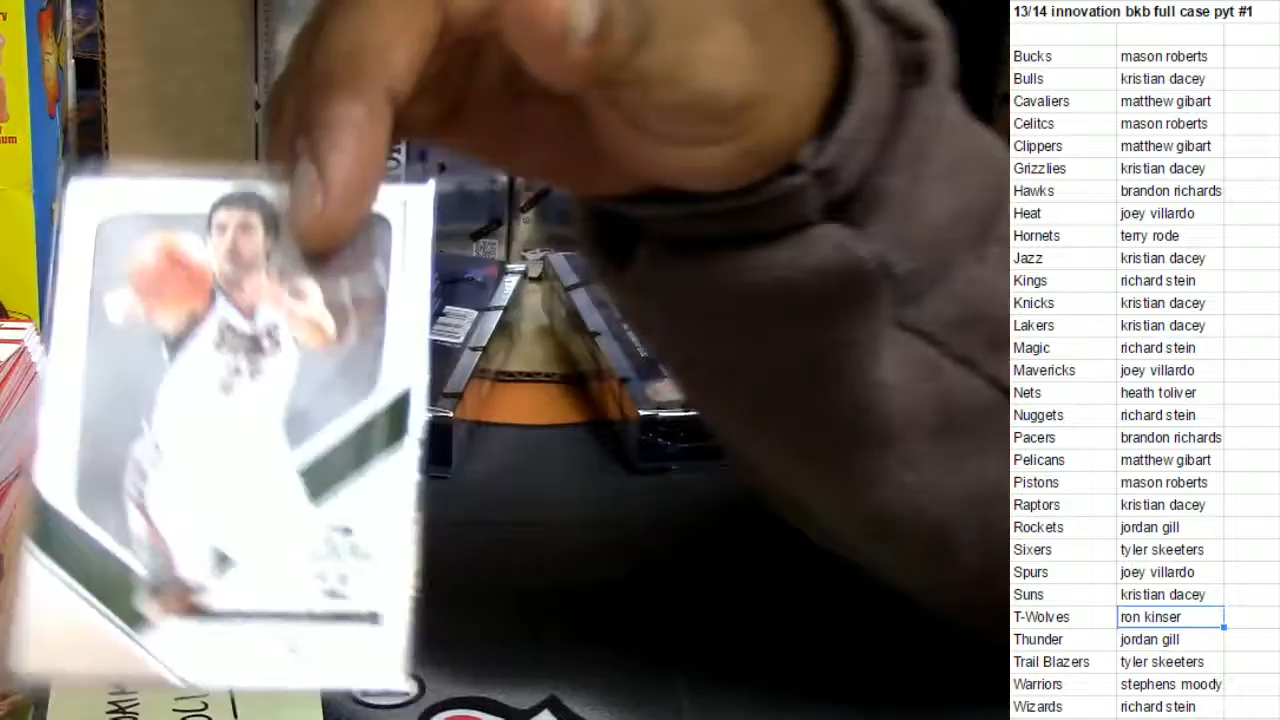 13/14 innovation bkb full case pyt #1
Bucks mason roberts
Bulls kristian dacey
Cavaliers matthew gibart
Celitcs mason roberts
Clippers matthew gibart
Grizzlies kristian dacey
Hawks brandon richards
Heat joey villardo
Hornets terry rode
Jazz kristian dacey
Kings richard stein
Knicks kristian dacey
Lakers kristian dacey
Magic richard stein
Mavericks joey villardo
Nets heath toliver
Nuggets richard stein
Pacers brandon richards
Pelicans matthew gibart
Pistons mason roberts
Raptors kristian dacey
Rockets jordan gill
Sixers tyler skeeters
Spurs joey villardo
Suns kristian dacey
T-Wolves ron kinser
Thunder jordan gill
Trail Blazers tyler skeeters
Warriors stephens moody
Wizards richard stein